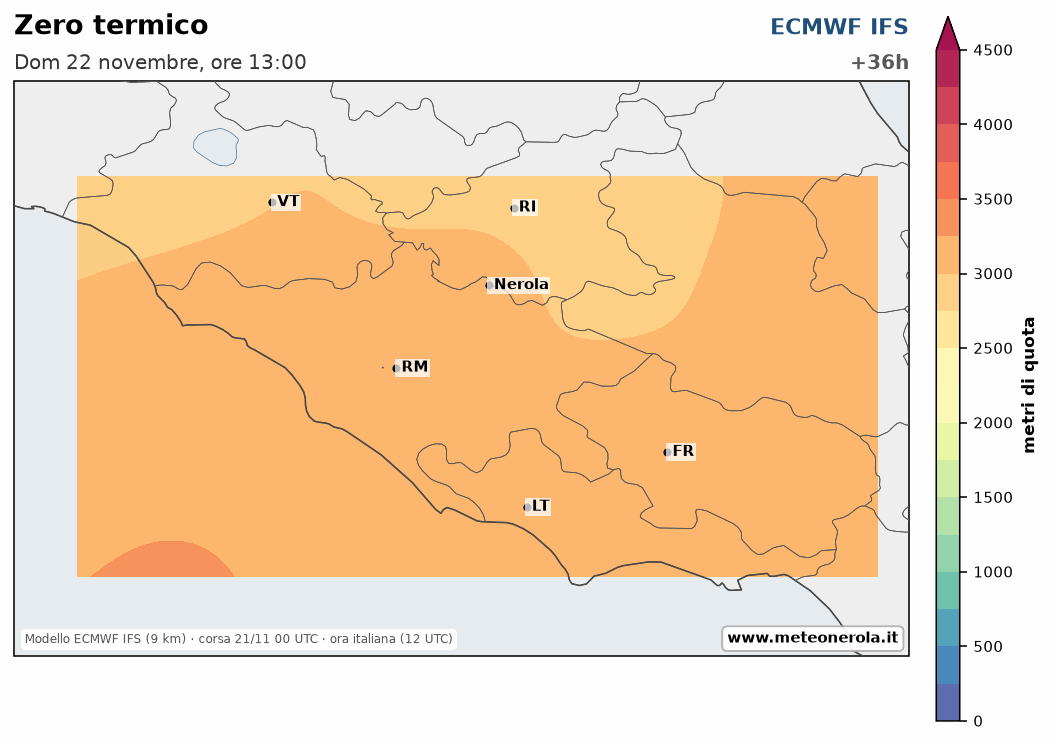 Zero termico
ECMWF IFS
Dom 22 novembre, ore 13:00
+36h
VT
RI
Nerola
RM
FR
LT
Modello ECMWF IFS (9 km) · corsa 21/11 00 UTC · ora italiana (12 UTC)
www.meteonerola.it
4500
4000
3500
3000
2500
2000
1500
1000
500
0
metri di quota